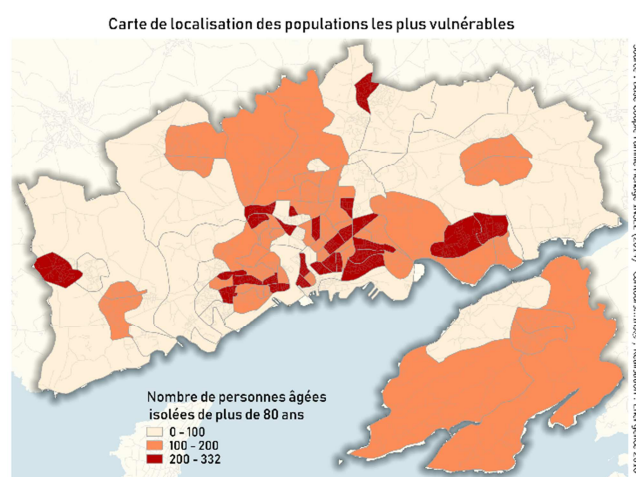 Carte de localisation des populations les plus vulnérables
Nombre de personnes âgées
isolées de plus de 80 ans
0 - 100
100 - 200
200 - 332